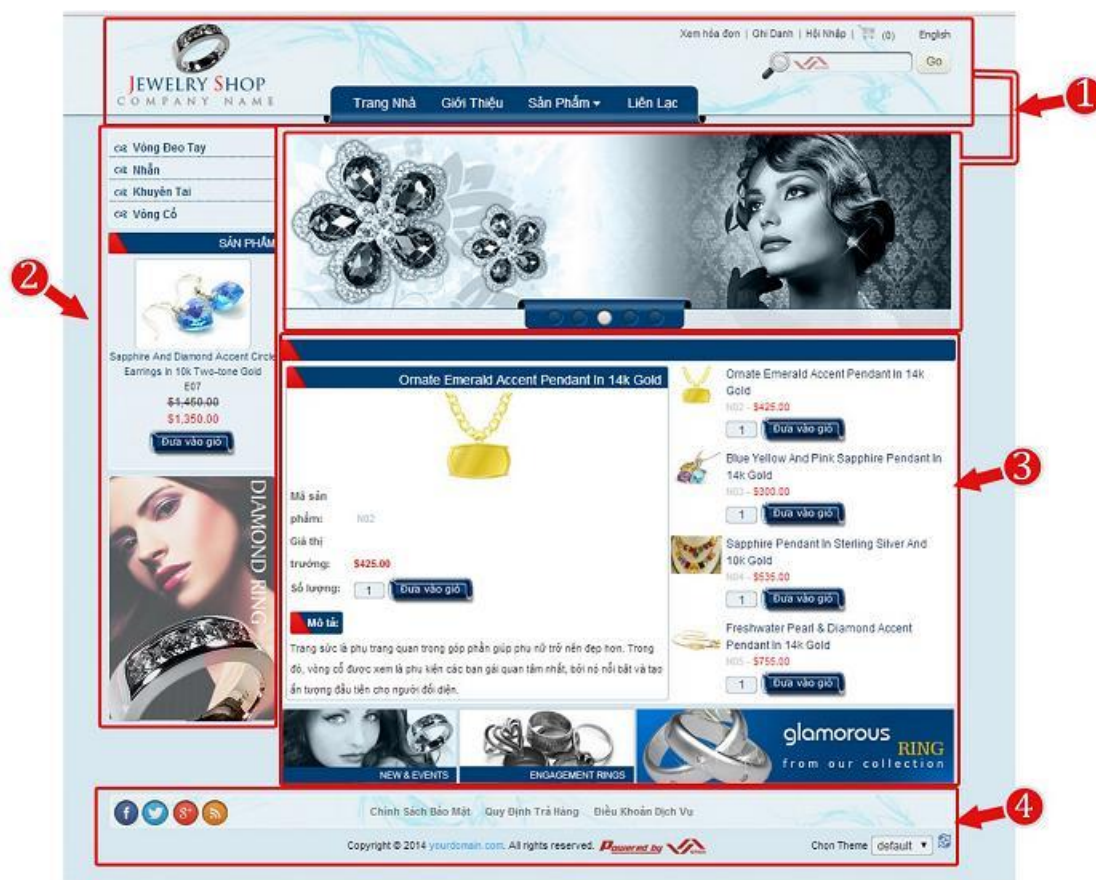 Xem hóa đơn | Ghi Danh | Hội Nhập | (0) English
JEWELRY SHOP
COMPANY NAME
Go
Trang Nhà Giới Thiệu Sản Phẩm Liên Lạc
1
Vòng Đeo Tay
Nhẫn
Khuyên Tai
Vòng Cổ
SẢN PHẨM
2
Sapphire And Diamond Accent Circle
Earrings In 10k Two-tone Gold
E07
$1,450.00
$1,350.00
Đưa vào giỏ
DIAMOND RING
Ornate Emerald Accent Pendant In 14k Gold
Mã sản
phẩm: N02
Giá thị
trường: $425.00
Số lượng: 1 Đưa vào giỏ
Mô tả:
Trang sức là phụ trang quan trong góp phần giúp phu nữ trở nên đẹp hơn. Trong
đó, vòng cổ được xem là phụ kiện các bạn gái quan tâm nhất, bởi nó nổi bật và tạo
ấn tượng đầu tiên cho người đối diện.
Ornate Emerald Accent Pendant In 14k
Gold
N02 - $425.00
1 Đưa vào giỏ
Blue Yellow And Pink Sapphire Pendant In
14k Gold
N03 - $300.00
1 Đưa vào giỏ
Sapphire Pendant In Sterling Silver And
10k Gold
N04 - $535.00
1 Đưa vào giỏ
Freshwater Pearl & Diamond Accent
Pendant In 14k Gold
N05 - $755.00
1 Đưa vào giỏ
3
NEW & EVENTS
ENGAGEMENT RINGS
glamorous
RING
from our collection
Chính Sách Bảo Mật Quy Định Trả Hàng Điều Khoản Dịch Vụ
4
Copyright © 2014 yourdomain.com. All rights reserved. Powered by
Chọn Theme default